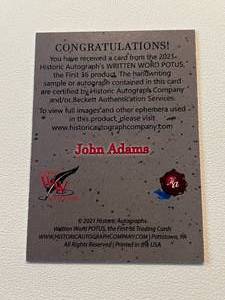 CONGRATULATIONS!
You have received a card from the 2021
Historic Autograph's WRITTEN WORD POTUS,
the First 36 product. The handwriting
sample or autograph contained in this card
are certified by Historic Autograph Company
and/or Beckett Authentication Services.
To view full images and other ephemera used
in this product, please visit
www.historicautographcompany.com.
John Adams
WW
HA
© 2021 Historic Autographs
Written Word POTUS, the First 36 Trading Cards
WWW.HISTORICAUTOGRAPHCOMPANY.COM | Pottstown, PA
All Rights Reserved | Printed in the USA